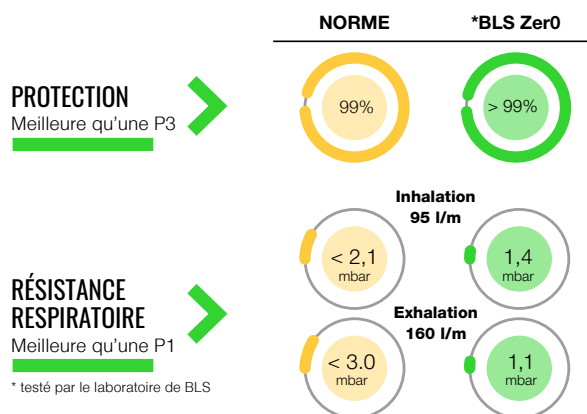 NORME
*BLS Zer0
PROTECTION
Meilleure qu'une P3
99%
> 99%
Inhalation
95 l/m
< 2,1
mbar
1,4
mbar
RÉSISTANCE
RESPIRATOIRE
Meilleure qu'une P1
* testé par le laboratoire de BLS
Exhalation
160 l/m
< 3.0
mbar
1,1
mbar